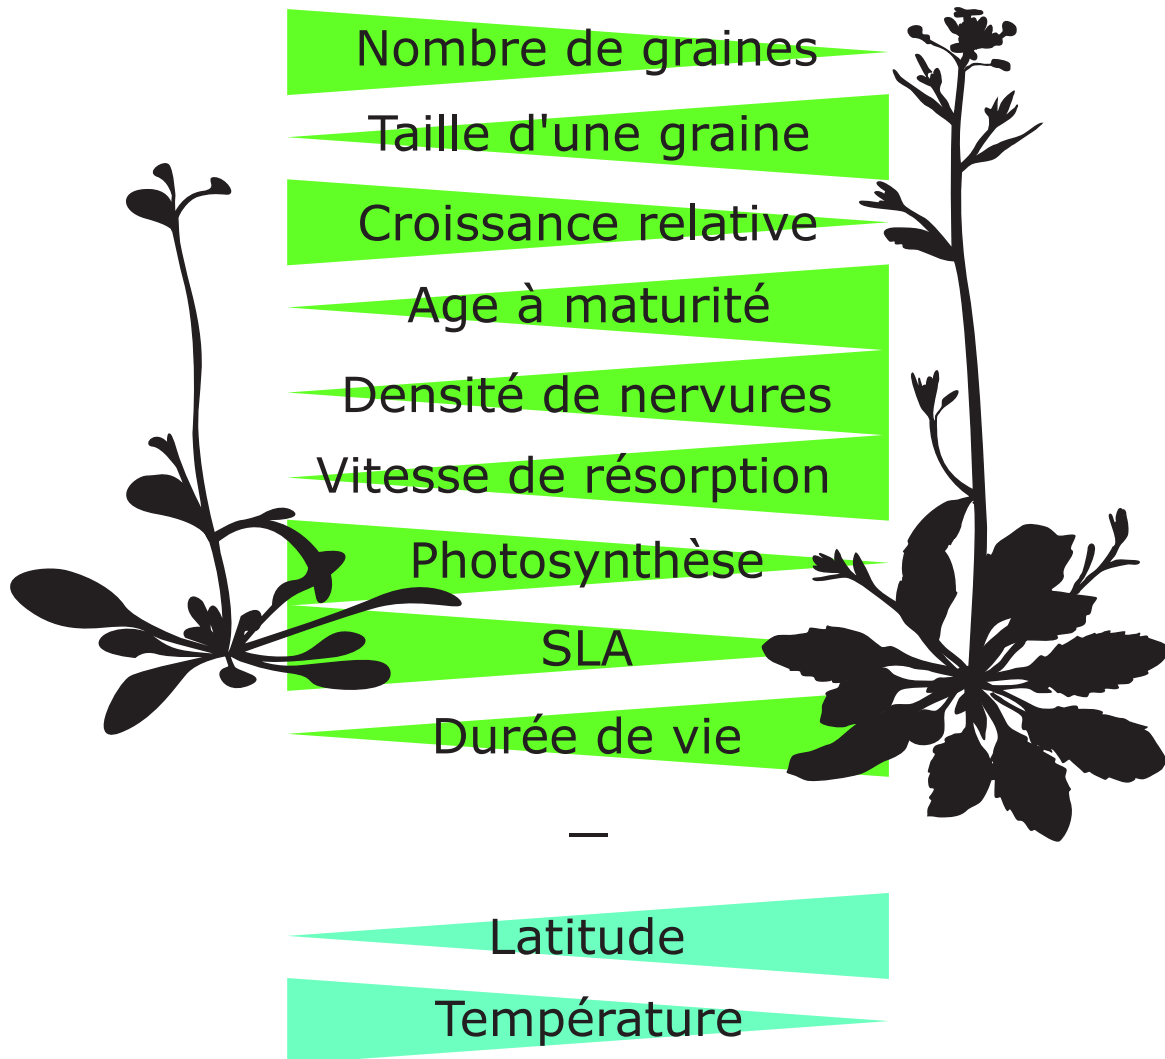 Nombre de graines
Taille d'une graine
Croissance relative
Age à maturité
Densité de nervures
Vitesse de résorption
Photosynthèse
SLA
Durée de vie
—
Latitude
Température